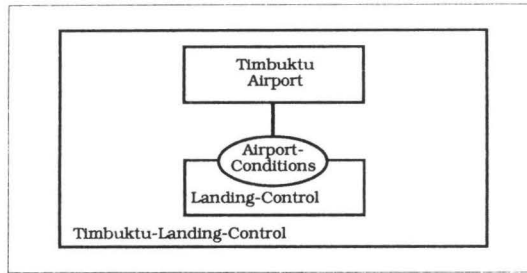 Timbuktu
Airport
Airport-
Conditions
Landing-Control
Timbuktu-Landing-Control